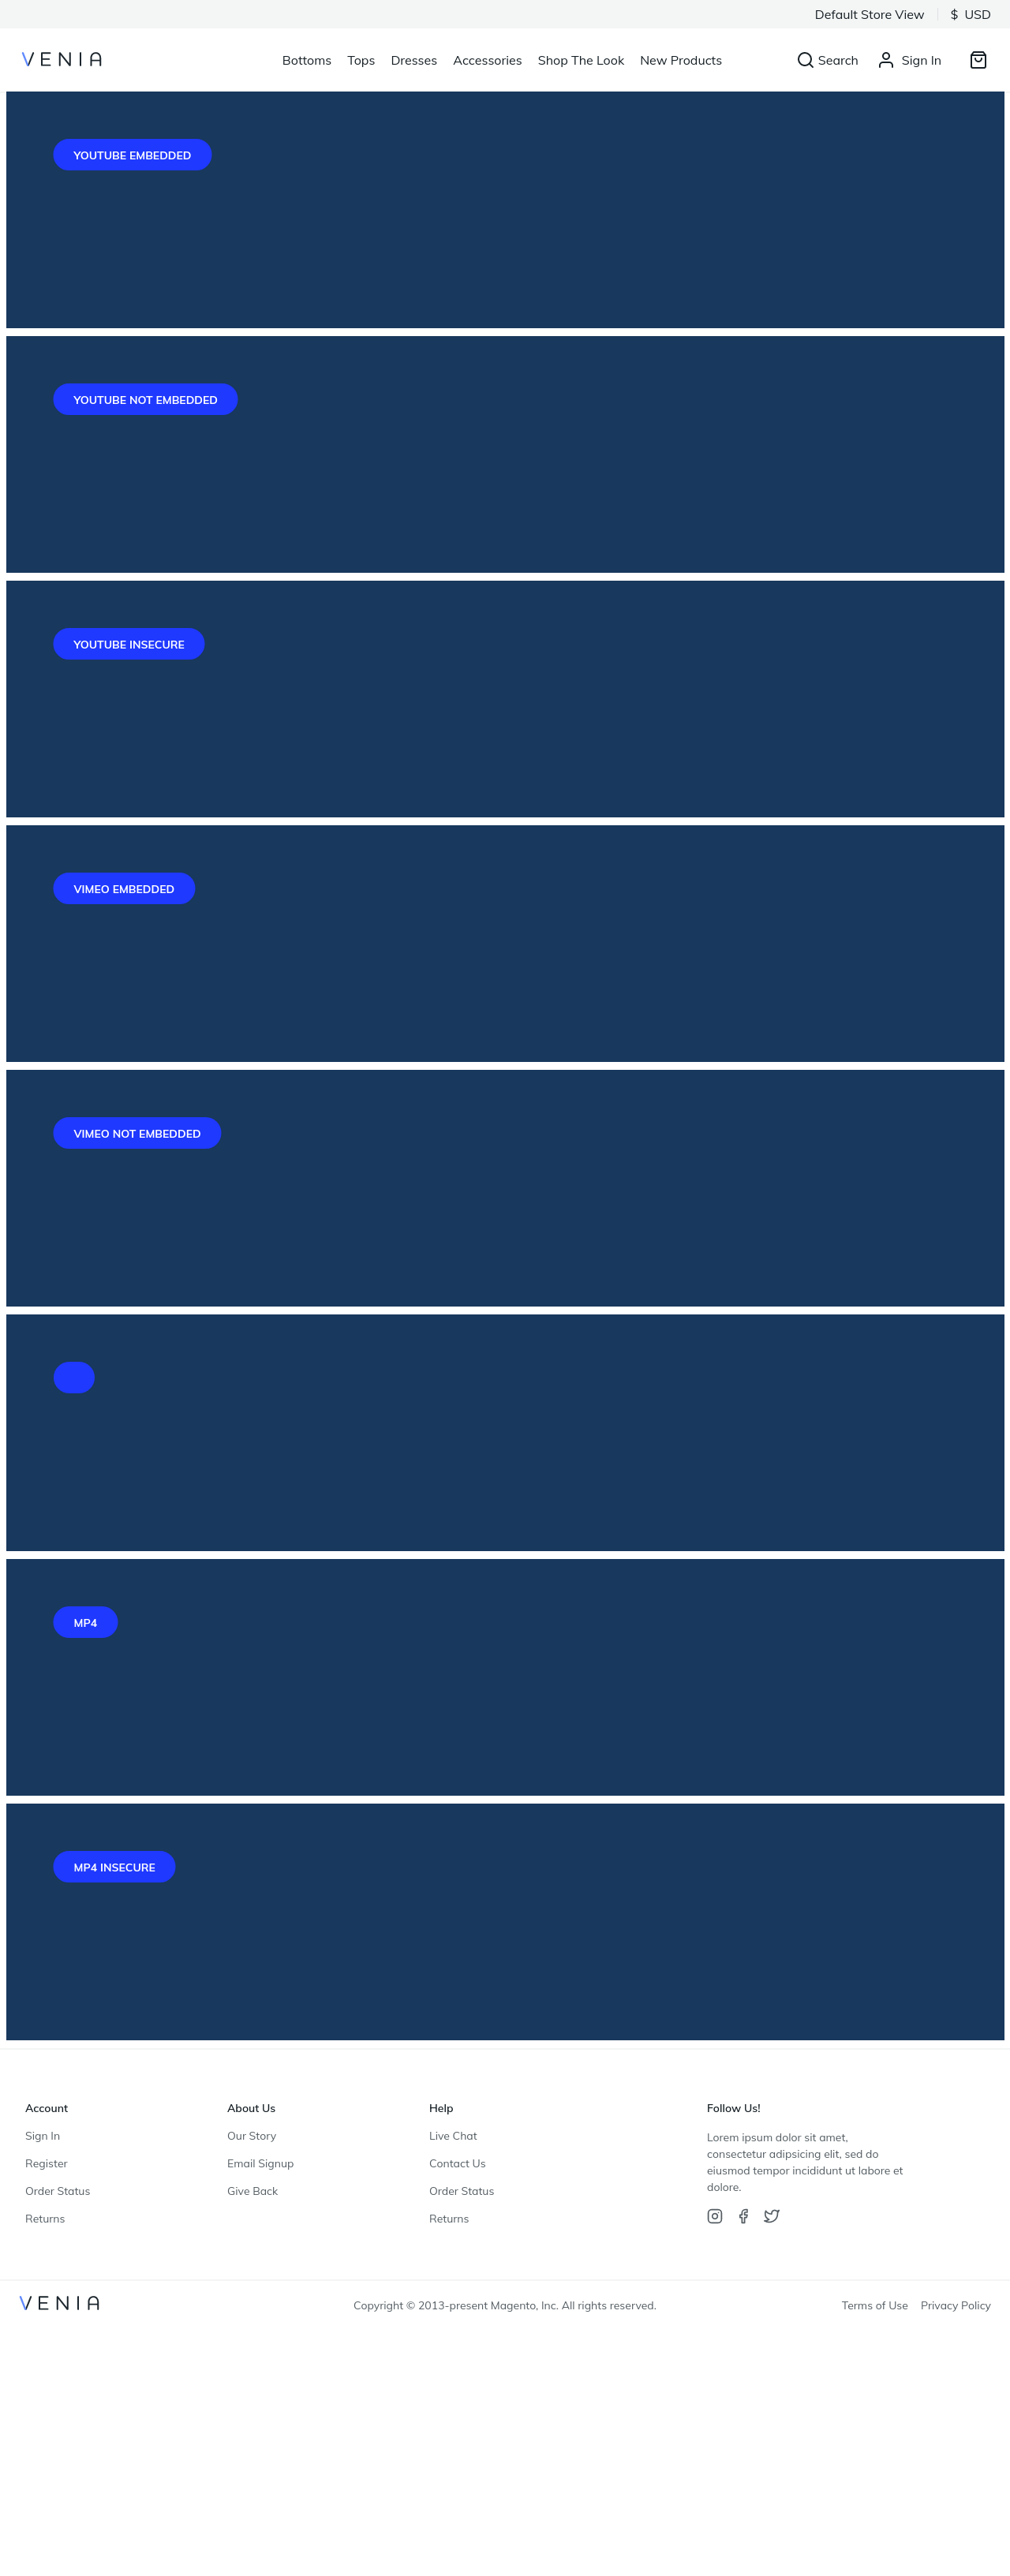 Default Store View $ USD
VENIA Bottoms Tops Dresses Accessories Shop The Look New Products Search Sign In
YOUTUBE EMBEDDED
YOUTUBE NOT EMBEDDED
YOUTUBE INSECURE
VIMEO EMBEDDED
VIMEO NOT EMBEDDED
MP4
MP4 INSECURE
Account
Sign In
Register
Order Status
Returns
About Us
Our Story
Email Signup
Give Back
Help
Live Chat
Contact Us
Order Status
Returns
Follow Us!
Lorem ipsum dolor sit amet,
consectetur adipsicing elit, sed do
eiusmod tempor incididunt ut labore et
dolore.
VENIA Copyright © 2013-present Magento, Inc. All rights reserved. Terms of Use Privacy Policy